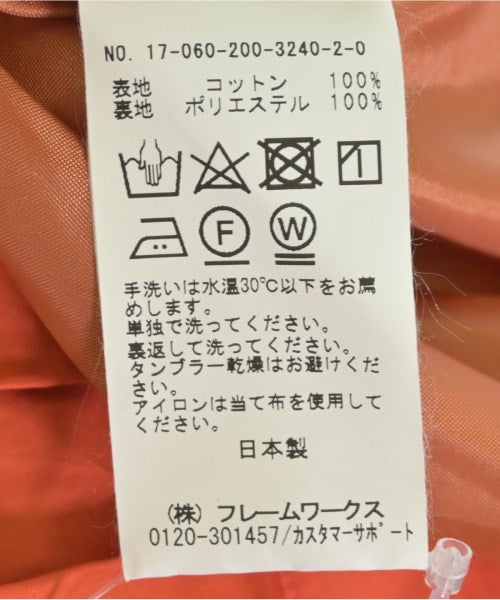 NO. 17-060-200-3240-2-0
表地 コットン 100%
裏地 ポリエステル 100%
F W
手洗いは水温30℃以下をお薦
めします。
単独で洗ってください。
裏返して洗ってください。
タンブラー乾燥はお避けくださ
い。
アイロンは当て布を使用して
ください。
日本製
(株) フレームワークス
0120-301457/ｶｽﾀﾏｰｻﾎﾟｰﾄ